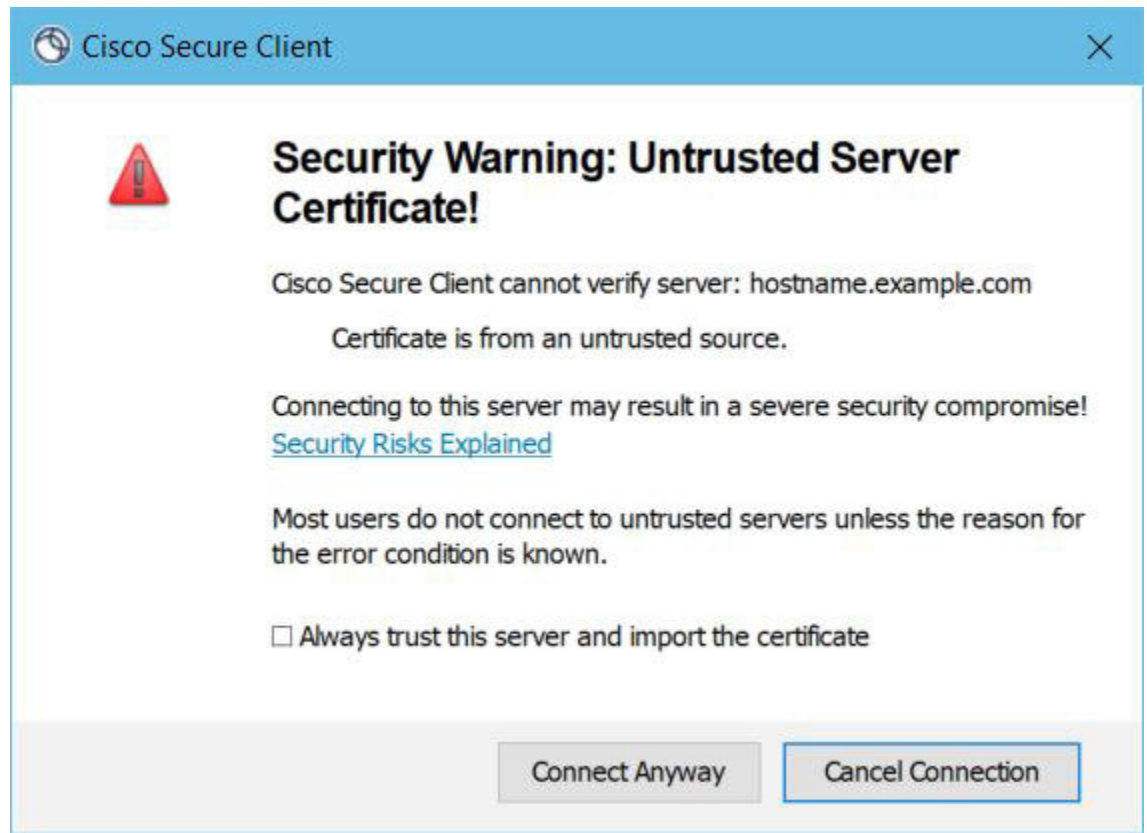 Cisco Secure Client
Security Warning: Untrusted Server
Certificate!
Cisco Secure Client cannot verify server: hostname.example.com
Certificate is from an untrusted source.
Connecting to this server may result in a severe security compromise!
Security Risks Explained
Most users do not connect to untrusted servers unless the reason for
the error condition is known.
Always trust this server and import the certificate
Connect Anyway
Cancel Connection